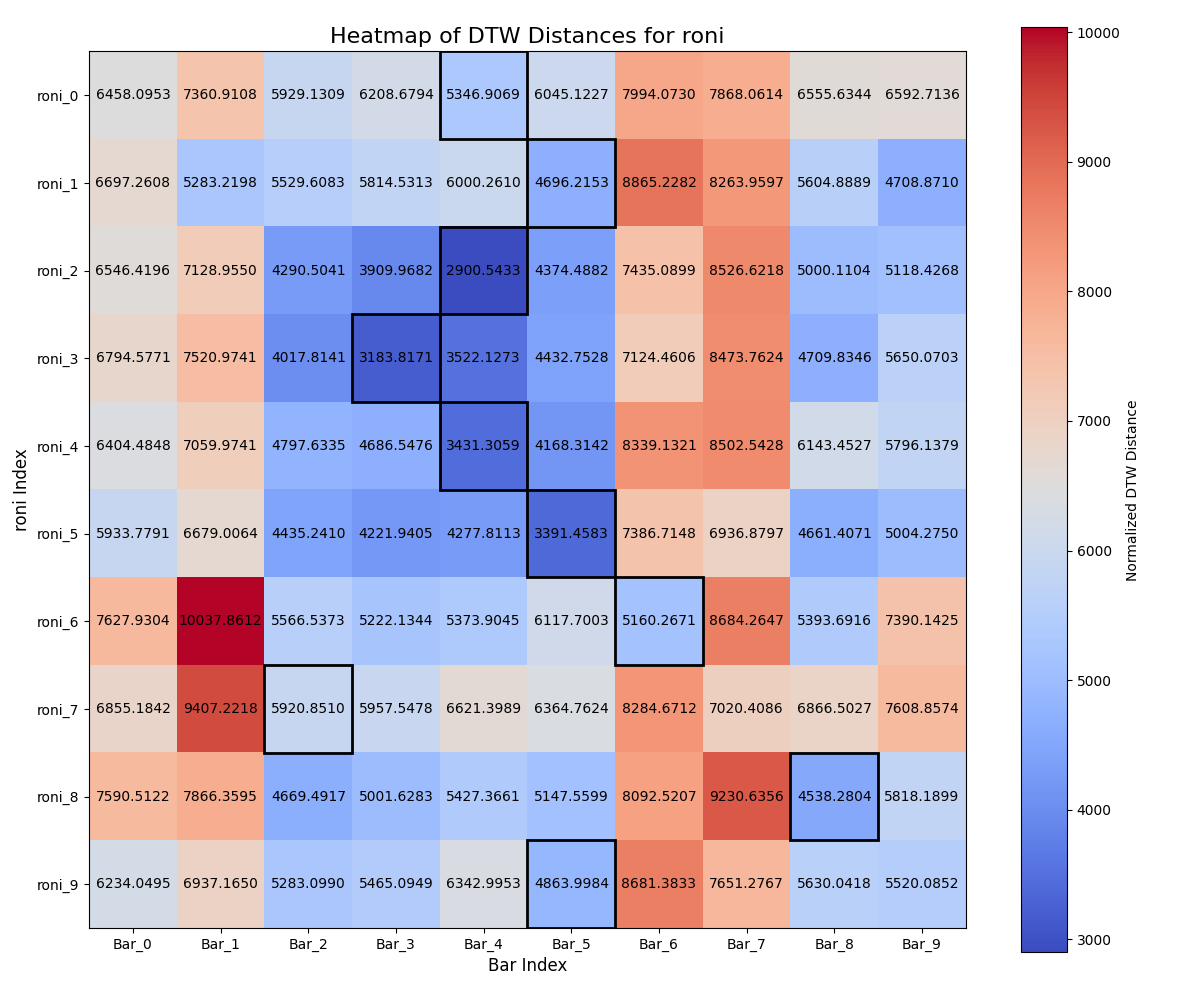 Heatmap of DTW Distances for roni
roni_0 6458.0953 7360.9108 5929.1309 6208.6794 5346.9069 6045.1227 7994.0730 7868.0614 6555.6344 6592.7136
roni_1 6697.2608 5283.2198 5529.6083 5814.5313 6000.2610 4696.2153 8865.2282 8263.9597 5604.8889 4708.8710
roni_2 6546.4196 7128.9550 4290.5041 3909.9682 2900.5433 4374.4882 7435.0899 8526.6218 5000.1104 5118.4268
roni_3 6794.5771 7520.9741 4017.8141 3183.8171 3522.1273 4432.7528 7124.4606 8473.7624 4709.8346 5650.0703
roni_4 6404.4848 7059.9741 4797.6335 4686.5476 3431.3059 4168.3142 8339.1321 8502.5428 6143.4527 5796.1379
roni_5 5933.7791 6679.0064 4435.2410 4221.9405 4277.8113 3391.4583 7386.7148 6936.8797 4661.4071 5004.2750
roni_6 7627.9304 10037.8612 5566.5373 5222.1344 5373.9045 6117.7003 5160.2671 8684.2647 5393.6916 7390.1425
roni_7 6855.1842 9407.2218 5920.8510 5957.5478 6621.3989 6364.7624 8284.6712 7020.4086 6866.5027 7608.8574
roni_8 7590.5122 7866.3595 4669.4917 5001.6283 5427.3661 5147.5599 8092.5207 9230.6356 4538.2804 5818.1899
roni_9 6234.0495 6937.1650 5283.0990 5465.0949 6342.9953 4863.9984 8681.3833 7651.2767 5630.0418 5520.0852
Bar_0 Bar_1 Bar_2 Bar_3 Bar_4 Bar_5 Bar_6 Bar_7 Bar_8 Bar_9
Bar Index
roni Index
10000
9000
8000
7000
6000
5000
4000
3000
Normalized DTW Distance